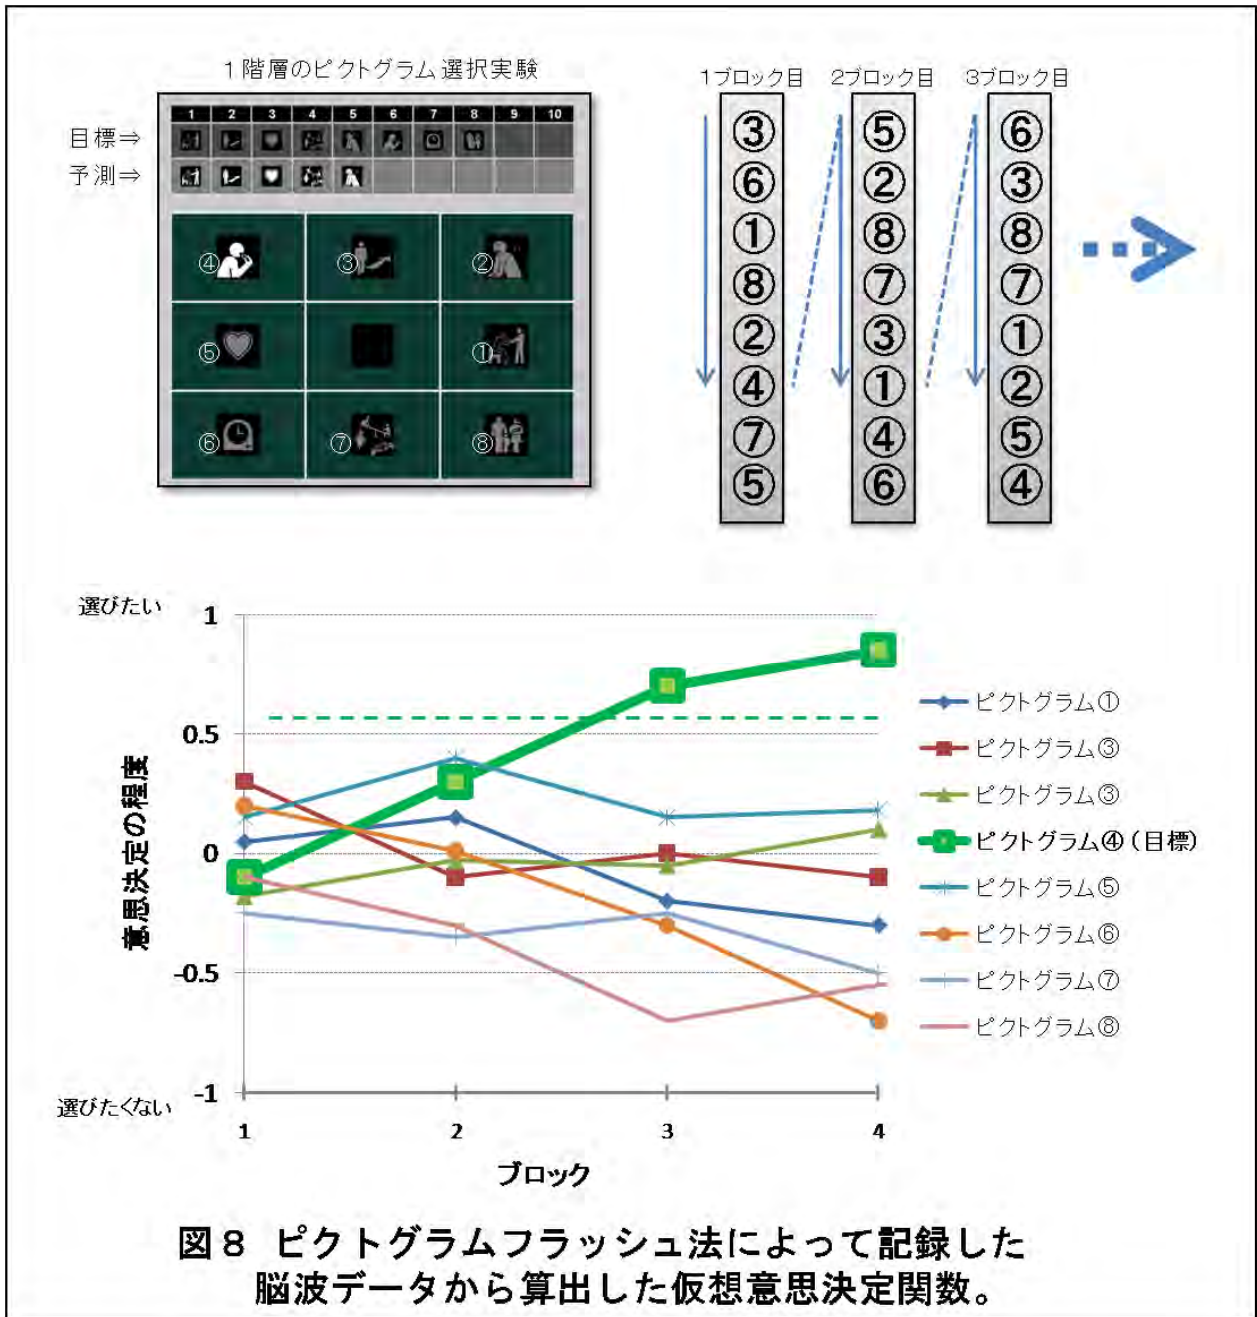 1階層のピクトグラム選択実験
1 2 3 4 5 6 7 8 9 10
目標⇒
予測⇒
④ ③ ②
⑤ ①
⑥ ⑦ ⑧
1ブロック目 2ブロック目 3ブロック目
③ ⑤ ⑥
⑥ ② ③
① ⑧ ⑧
⑧ ⑦ ⑦
② ③ ①
④ ① ②
⑦ ④ ⑤
⑤ ⑥ ④
選びたい
1
0.5
0
-0.5
-1
選びたくない
意思決定の程度
1 2 3 4
ブロック
ピクトグラム①
ピクトグラム③
ピクトグラム③
ピクトグラム④(目標)
ピクトグラム⑤
ピクトグラム⑥
ピクトグラム⑦
ピクトグラム⑧
図8 ピクトグラムフラッシュ法によって記録した
脳波データから算出した仮想意思決定関数。